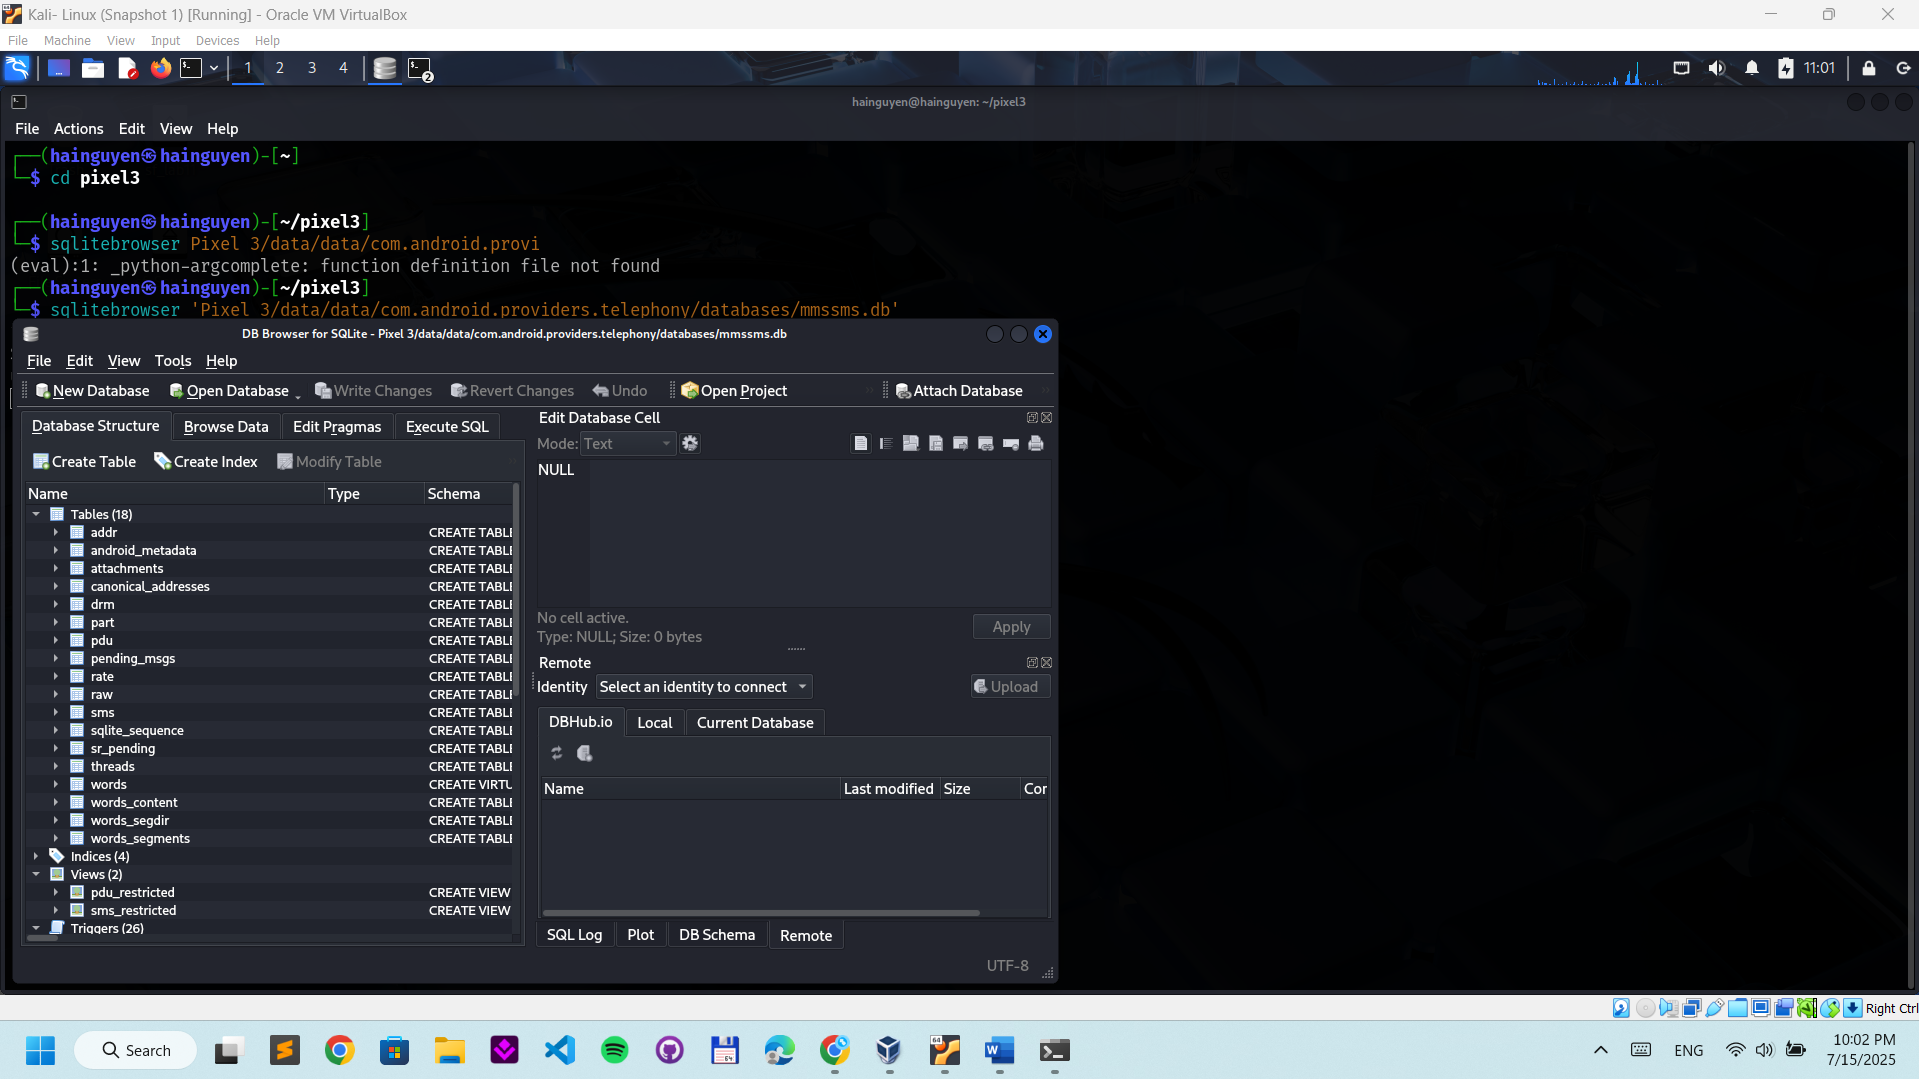 Kali- Linux (Snapshot 1) [Running] - Oracle VM VirtualBox
File Machine View Input Devices Help
1 2 3 4 2 11:01
hainguyen@hainguyen: ~/pixel3
File Actions Edit View Help
┌──(hainguyen㉿hainguyen)-[~]
└─$ cd pixel3
┌──(hainguyen㉿hainguyen)-[~/pixel3]
└─$ sqlitebrowser Pixel 3/data/data/com.android.provi
(eval):1: _python-argcomplete: function definition file not found
┌──(hainguyen㉿hainguyen)-[~/pixel3]
└─$ sqlitebrowser 'Pixel 3/data/data/com.android.providers.telephony/databases/mmssms.db'
DB Browser for SQLite - Pixel 3/data/data/com.android.providers.telephony/databases/mmssms.db
File Edit View Tools Help
New Database Open Database Write Changes Revert Changes Undo Open Project » Attach Database »
Database Structure Browse Data Edit Pragmas Execute SQL
Create Table Create Index Modify Table
Name Type Schema
Tables (18)
addr CREATE TABLE
android_metadata CREATE TABLE
attachments CREATE TABLE
canonical_addresses CREATE TABLE
drm CREATE TABLE
part CREATE TABLE
pdu CREATE TABLE
pending_msgs CREATE TABLE
rate CREATE TABLE
raw CREATE TABLE
sms CREATE TABLE
sqlite_sequence CREATE TABLE
sr_pending CREATE TABLE
threads CREATE TABLE
words CREATE VIRTU
words_content CREATE TABLE
words_segdir CREATE TABLE
words_segments CREATE TABLE
Indices (4)
Views (2)
pdu_restricted CREATE VIEW
sms_restricted CREATE VIEW
Triggers (26)
Edit Database Cell
Mode: Text
NULL
No cell active.
Type: NULL; Size: 0 bytes
Apply
Remote
Identity Select an identity to connect Upload
DBHub.io Local Current Database
Name Last modified Size Cor
SQL Log Plot DB Schema Remote
UTF-8
Right Ctrl
Search 64 64 ENG 10:02 PM
7/15/2025